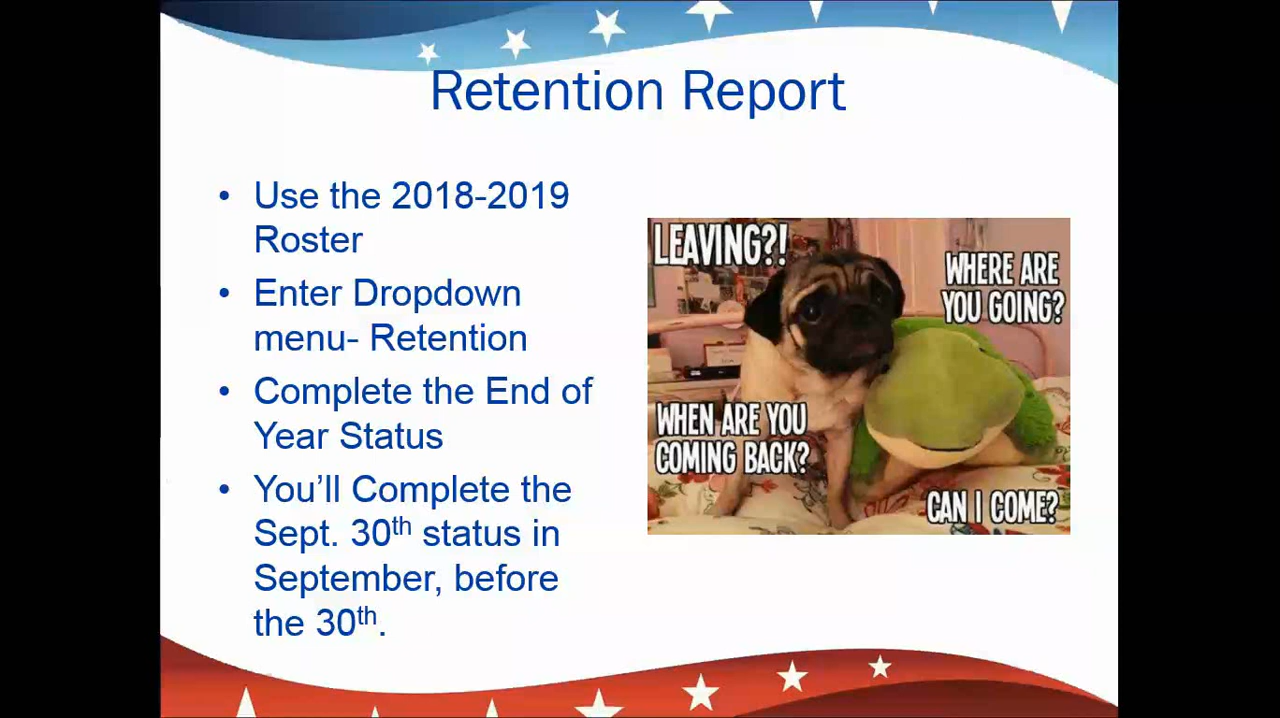 Retention Report
• Use the 2018-2019
Roster
• Enter Dropdown
menu- Retention
• Complete the End of
Year Status
• You’ll Complete the
Sept. 30th status in
September, before
the 30th.
LEAVING?!
WHERE ARE
YOU GOING?
WHEN ARE YOU
COMING BACK?
CAN I COME?